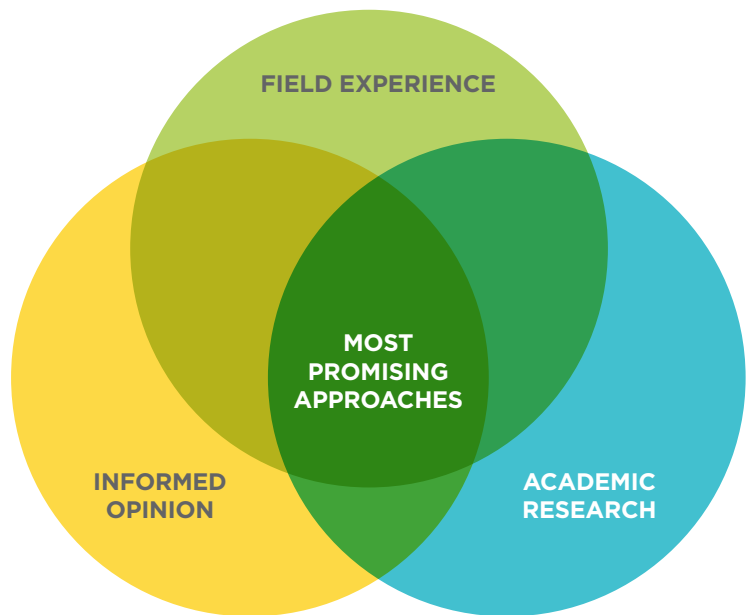 FIELD EXPERIENCE
MOST
PROMISING
APPROACHES
INFORMED
OPINION
ACADEMIC
RESEARCH